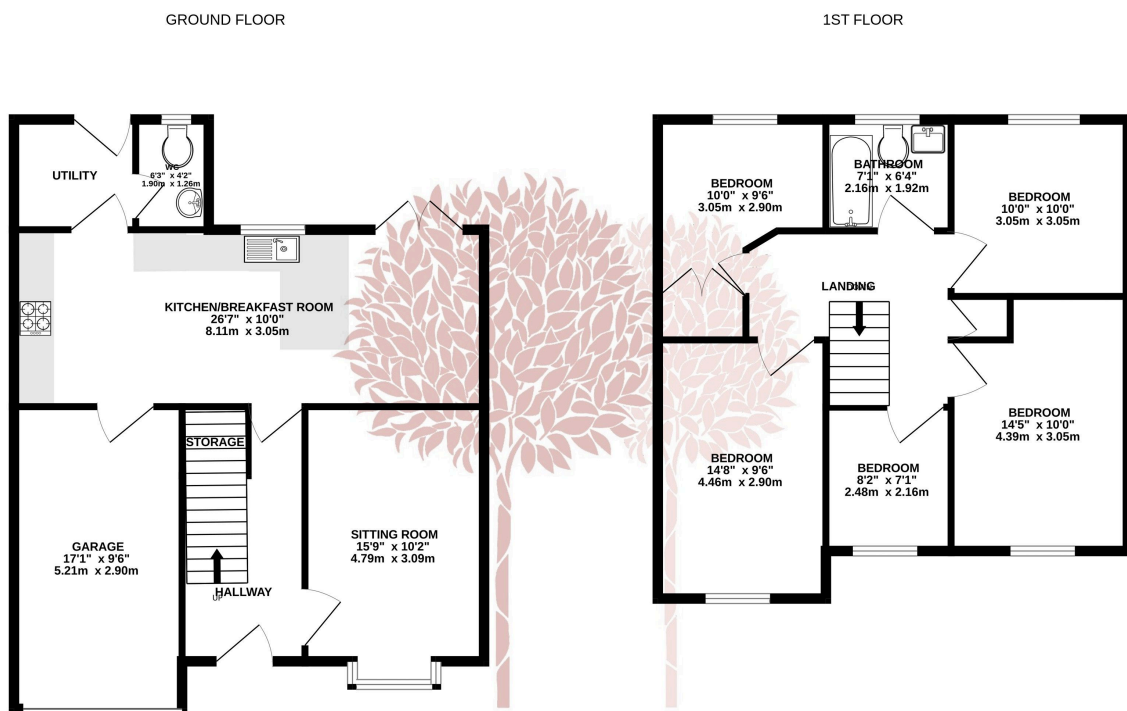 GROUND FLOOR
1ST FLOOR
UTILITY
WC
6'3" x 4'2"
1.90m x 1.26m
KITCHEN/BREAKFAST ROOM
26'7" x 10'0"
8.11m x 3.05m
STORAGE
GARAGE
17'1" x 9'6"
5.21m x 2.90m
UP
HALLWAY
SITTING ROOM
15'9" x 10'2"
4.79m x 3.09m
BEDROOM
10'0" x 9'6"
3.05m x 2.90m
BATHROOM
7'1" x 6'4"
2.16m x 1.92m
BEDROOM
10'0" x 10'0"
3.05m x 3.05m
LANDING
BEDROOM
14'8" x 9'6"
4.46m x 2.90m
BEDROOM
8'2" x 7'1"
2.48m x 2.16m
BEDROOM
14'5" x 10'0"
4.39m x 3.05m